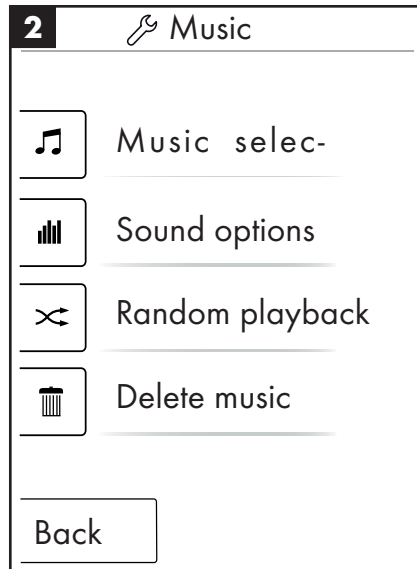 2
Music
Music selec-
Sound options
Random playback
Delete music
Back